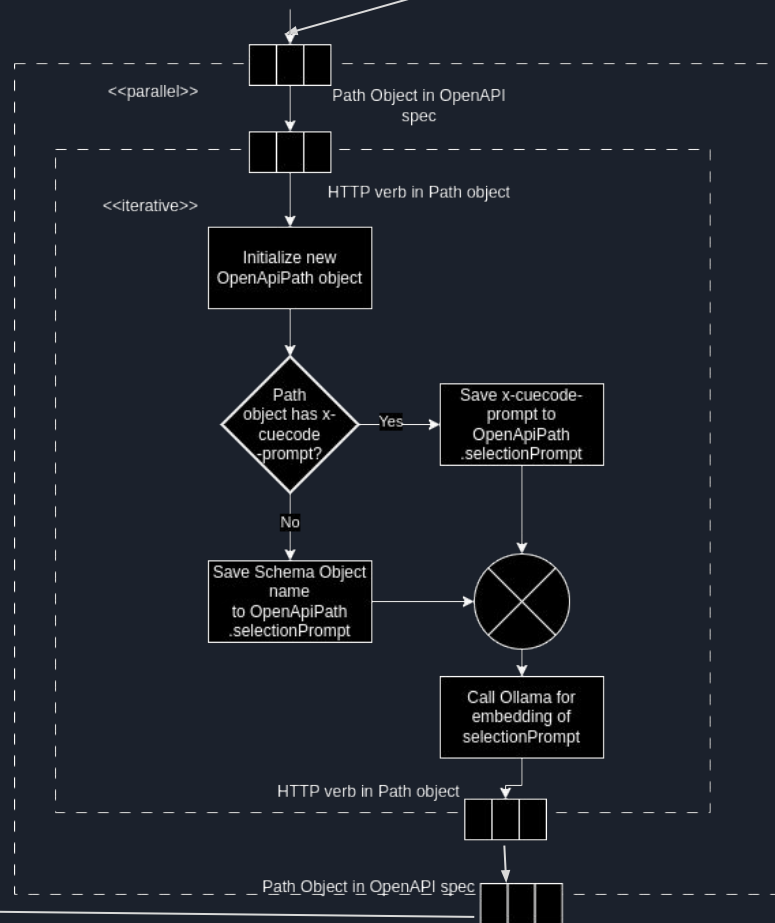 <<parallel>>
Path Object in OpenAPI
spec
HTTP verb in Path object
<<iterative>>
Initialize new
OpenApiPath object
Path
object has x-
cuecode
-prompt?
Yes
Save x-cuecode-
prompt to
OpenApiPath
.selectionPrompt
No
Save Schema Object
name
to OpenApiPath
.selectionPrompt
Call Ollama for
embedding of
selectionPrompt
HTTP verb in Path object
Path Object in OpenAPI spec